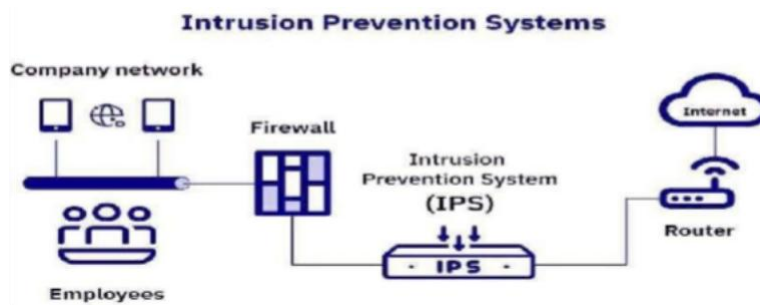 Intrusion Prevention Systems
Company network
Firewall
Intrusion
Prevention System
(IPS)
Internet
Router
- IPS -
Employees